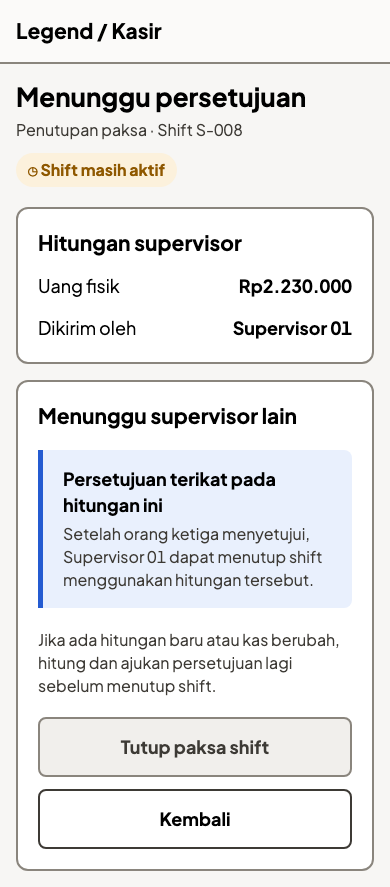 Legend / Kasir
Menunggu persetujuan
Penutupan paksa · Shift S-008
Shift masih aktif
Hitungan supervisor
Uang fisik Rp2.230.000
Dikirim oleh Supervisor 01
Menunggu supervisor lain
Persetujuan terikat pada
hitungan ini
Setelah orang ketiga menyetujui,
Supervisor 01 dapat menutup shift
menggunakan hitungan tersebut.
Jika ada hitungan baru atau kas berubah,
hitung dan ajukan persetujuan lagi
sebelum menutup shift.
Tutup paksa shift
Kembali